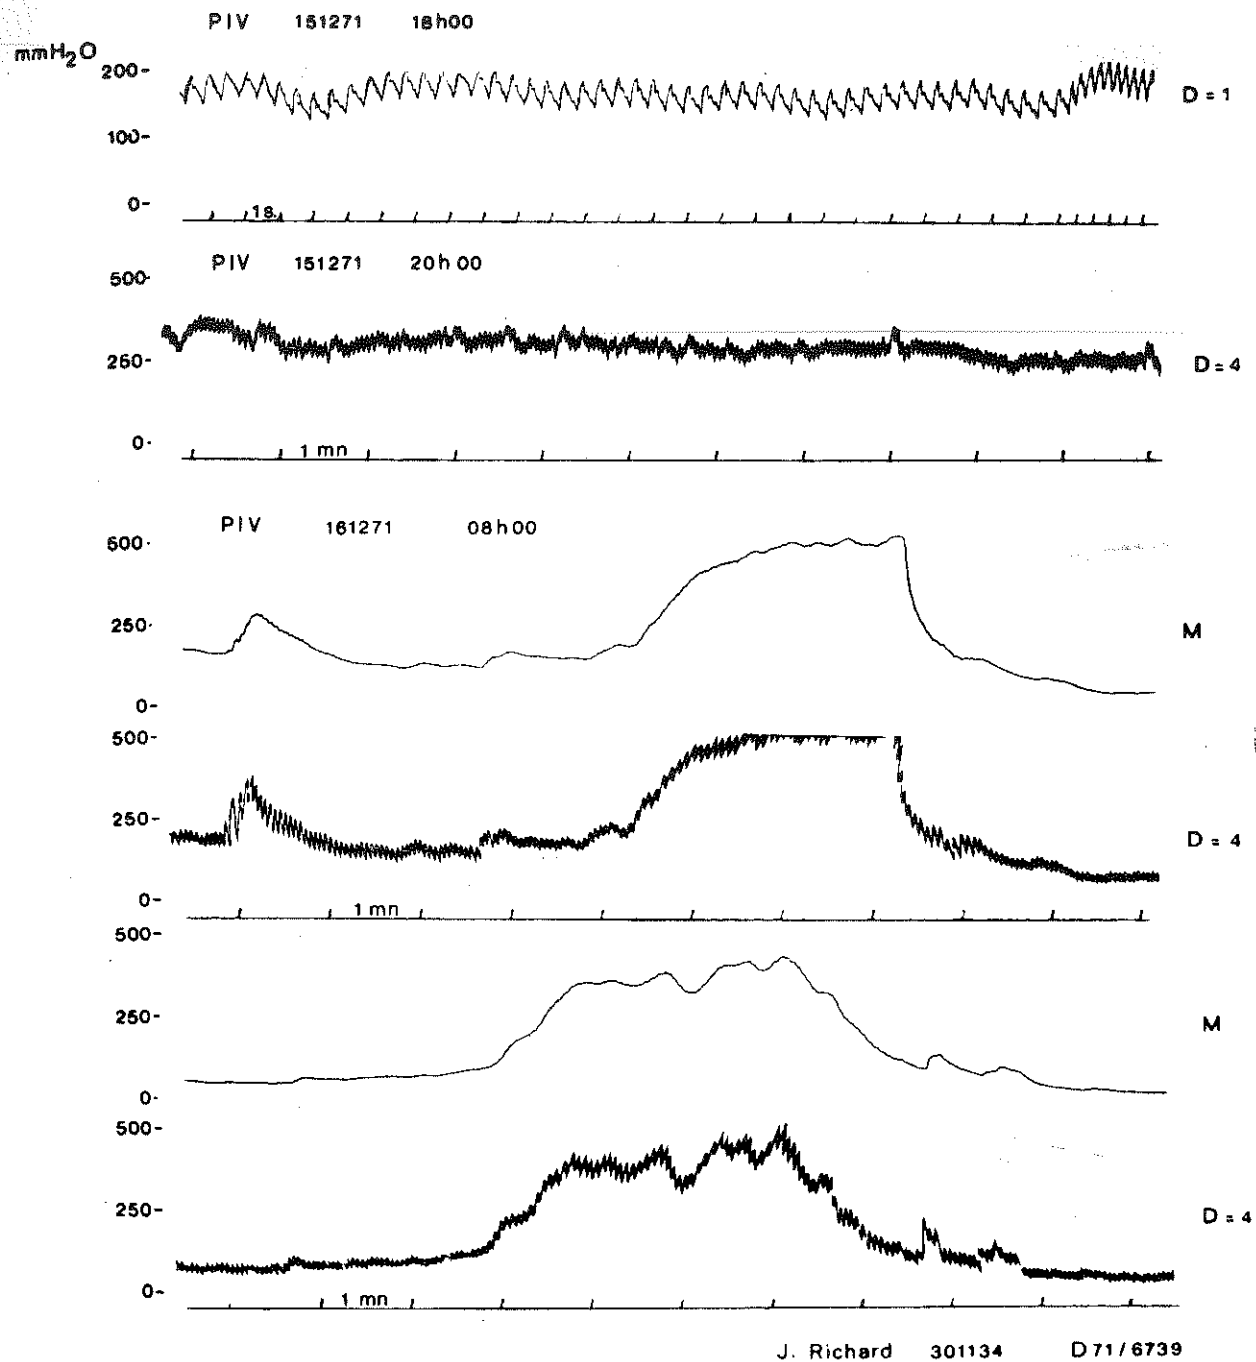 PIV 151271 18h00
mmH2O
200-
D = 1
100-
0-
1s.
PIV 151271 20h00
500-
250-
D = 4
0-
1 mn
PIV 161271 08h00
500-
250-
M
0-
500-
250-
D = 4
0-
1 mn
500-
250-
M
0-
500-
250-
D = 4
0-
1 mn
J. Richard 301134 D71/6739